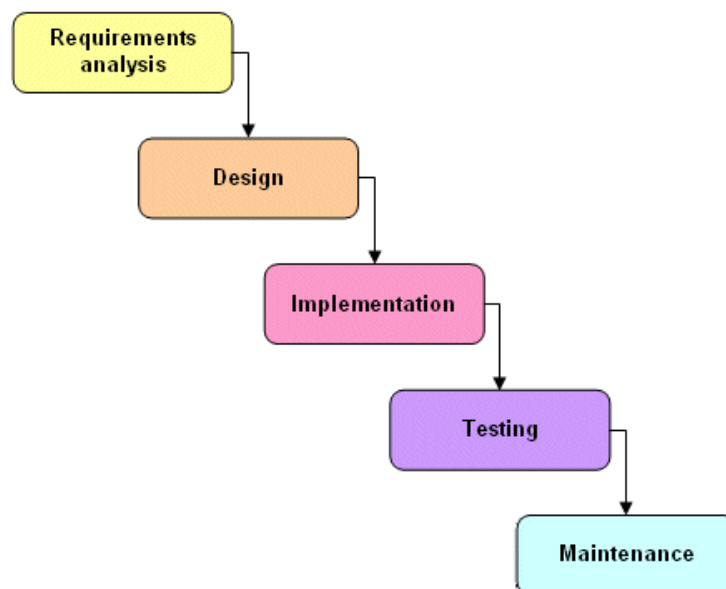 Requirements
analysis
Design
Implementation
Testing
Maintenance